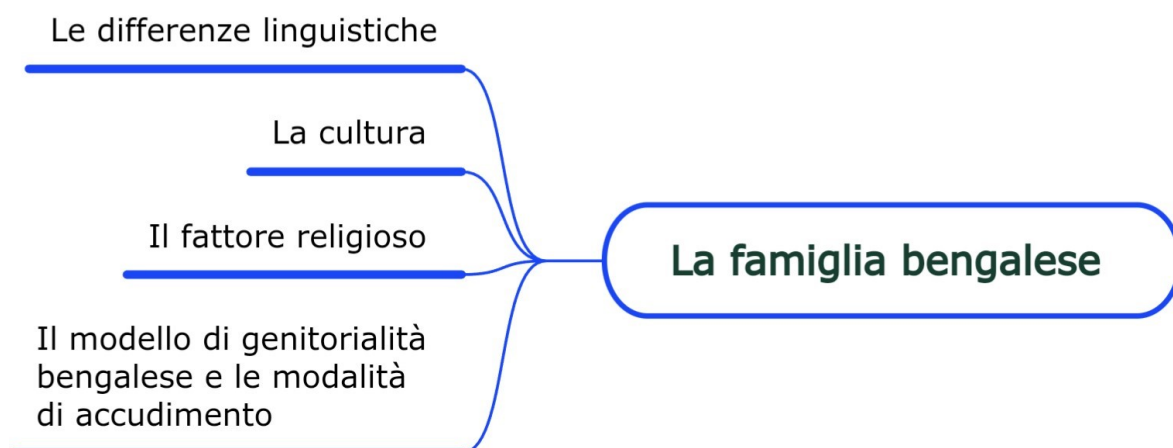 Le differenze linguistiche
La cultura
Il fattore religioso
Il modello di genitorialità
bengalese e le modalità
di accudimento
La famiglia bengalese